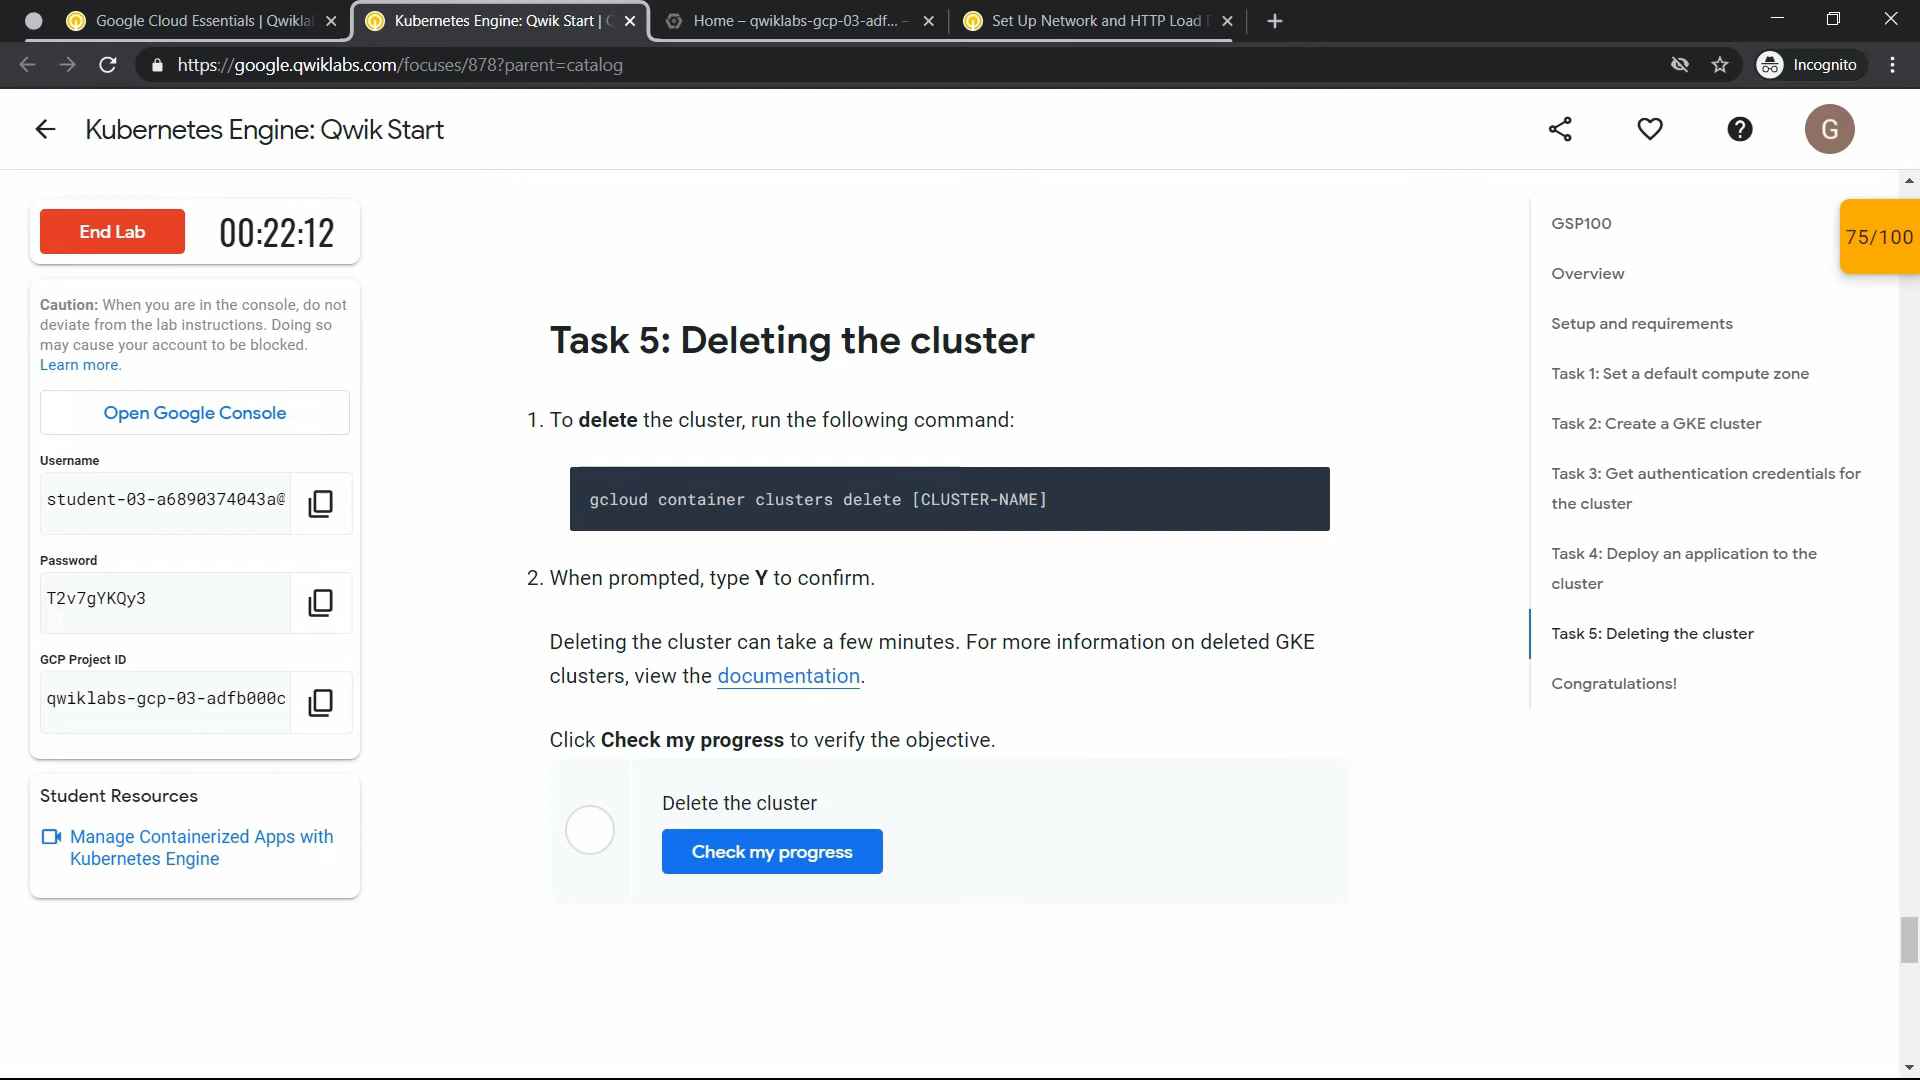 Google Cloud Essentials | Qwikla
Kubernetes Engine: Qwik Start |
Home – qwiklabs-gcp-03-adf... –
Set Up Network and HTTP Load
https://google.qwiklabs.com/focuses/878?parent=catalog
Incognito
Kubernetes Engine: Qwik Start
G
End Lab
00:22:12
Caution: When you are in the console, do not
deviate from the lab instructions. Doing so
may cause your account to be blocked.
Learn more.
Open Google Console
Username
student-03-a6890374043a@
Password
T2v7gYKQy3
GCP Project ID
qwiklabs-gcp-03-adfb000c
Student Resources
Manage Containerized Apps with
Kubernetes Engine
Task 5: Deleting the cluster
1. To delete the cluster, run the following command:
gcloud container clusters delete [CLUSTER-NAME]
2. When prompted, type Y to confirm.
Deleting the cluster can take a few minutes. For more information on deleted GKE
clusters, view the documentation.
Click Check my progress to verify the objective.
Delete the cluster
Check my progress
GSP100
Overview
Setup and requirements
Task 1: Set a default compute zone
Task 2: Create a GKE cluster
Task 3: Get authentication credentials for
the cluster
Task 4: Deploy an application to the
cluster
Task 5: Deleting the cluster
Congratulations!
75/100